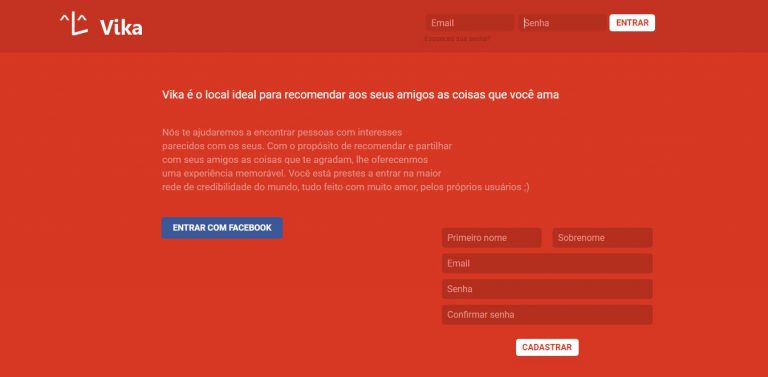 Vika
Email
Senha
ENTRAR
Esqueceu sua senha?
Vika é o local ideal para recomendar aos seus amigos as coisas que você ama
Nós te ajudaremos a encontrar pessoas com interesses
parecidos com os seus. Com o propósito de recomendar e partilhar
com seus amigos as coisas que te agradam, lhe oferecenmos
uma experiência memorável. Você está prestes a entrar na maior
rede de credibilidade do mundo, tudo feito com muito amor, pelos próprios usuários ;)
ENTRAR COM FACEBOOK
Primeiro nome
Sobrenome
Email
Senha
Confirmar senha
CADASTRAR